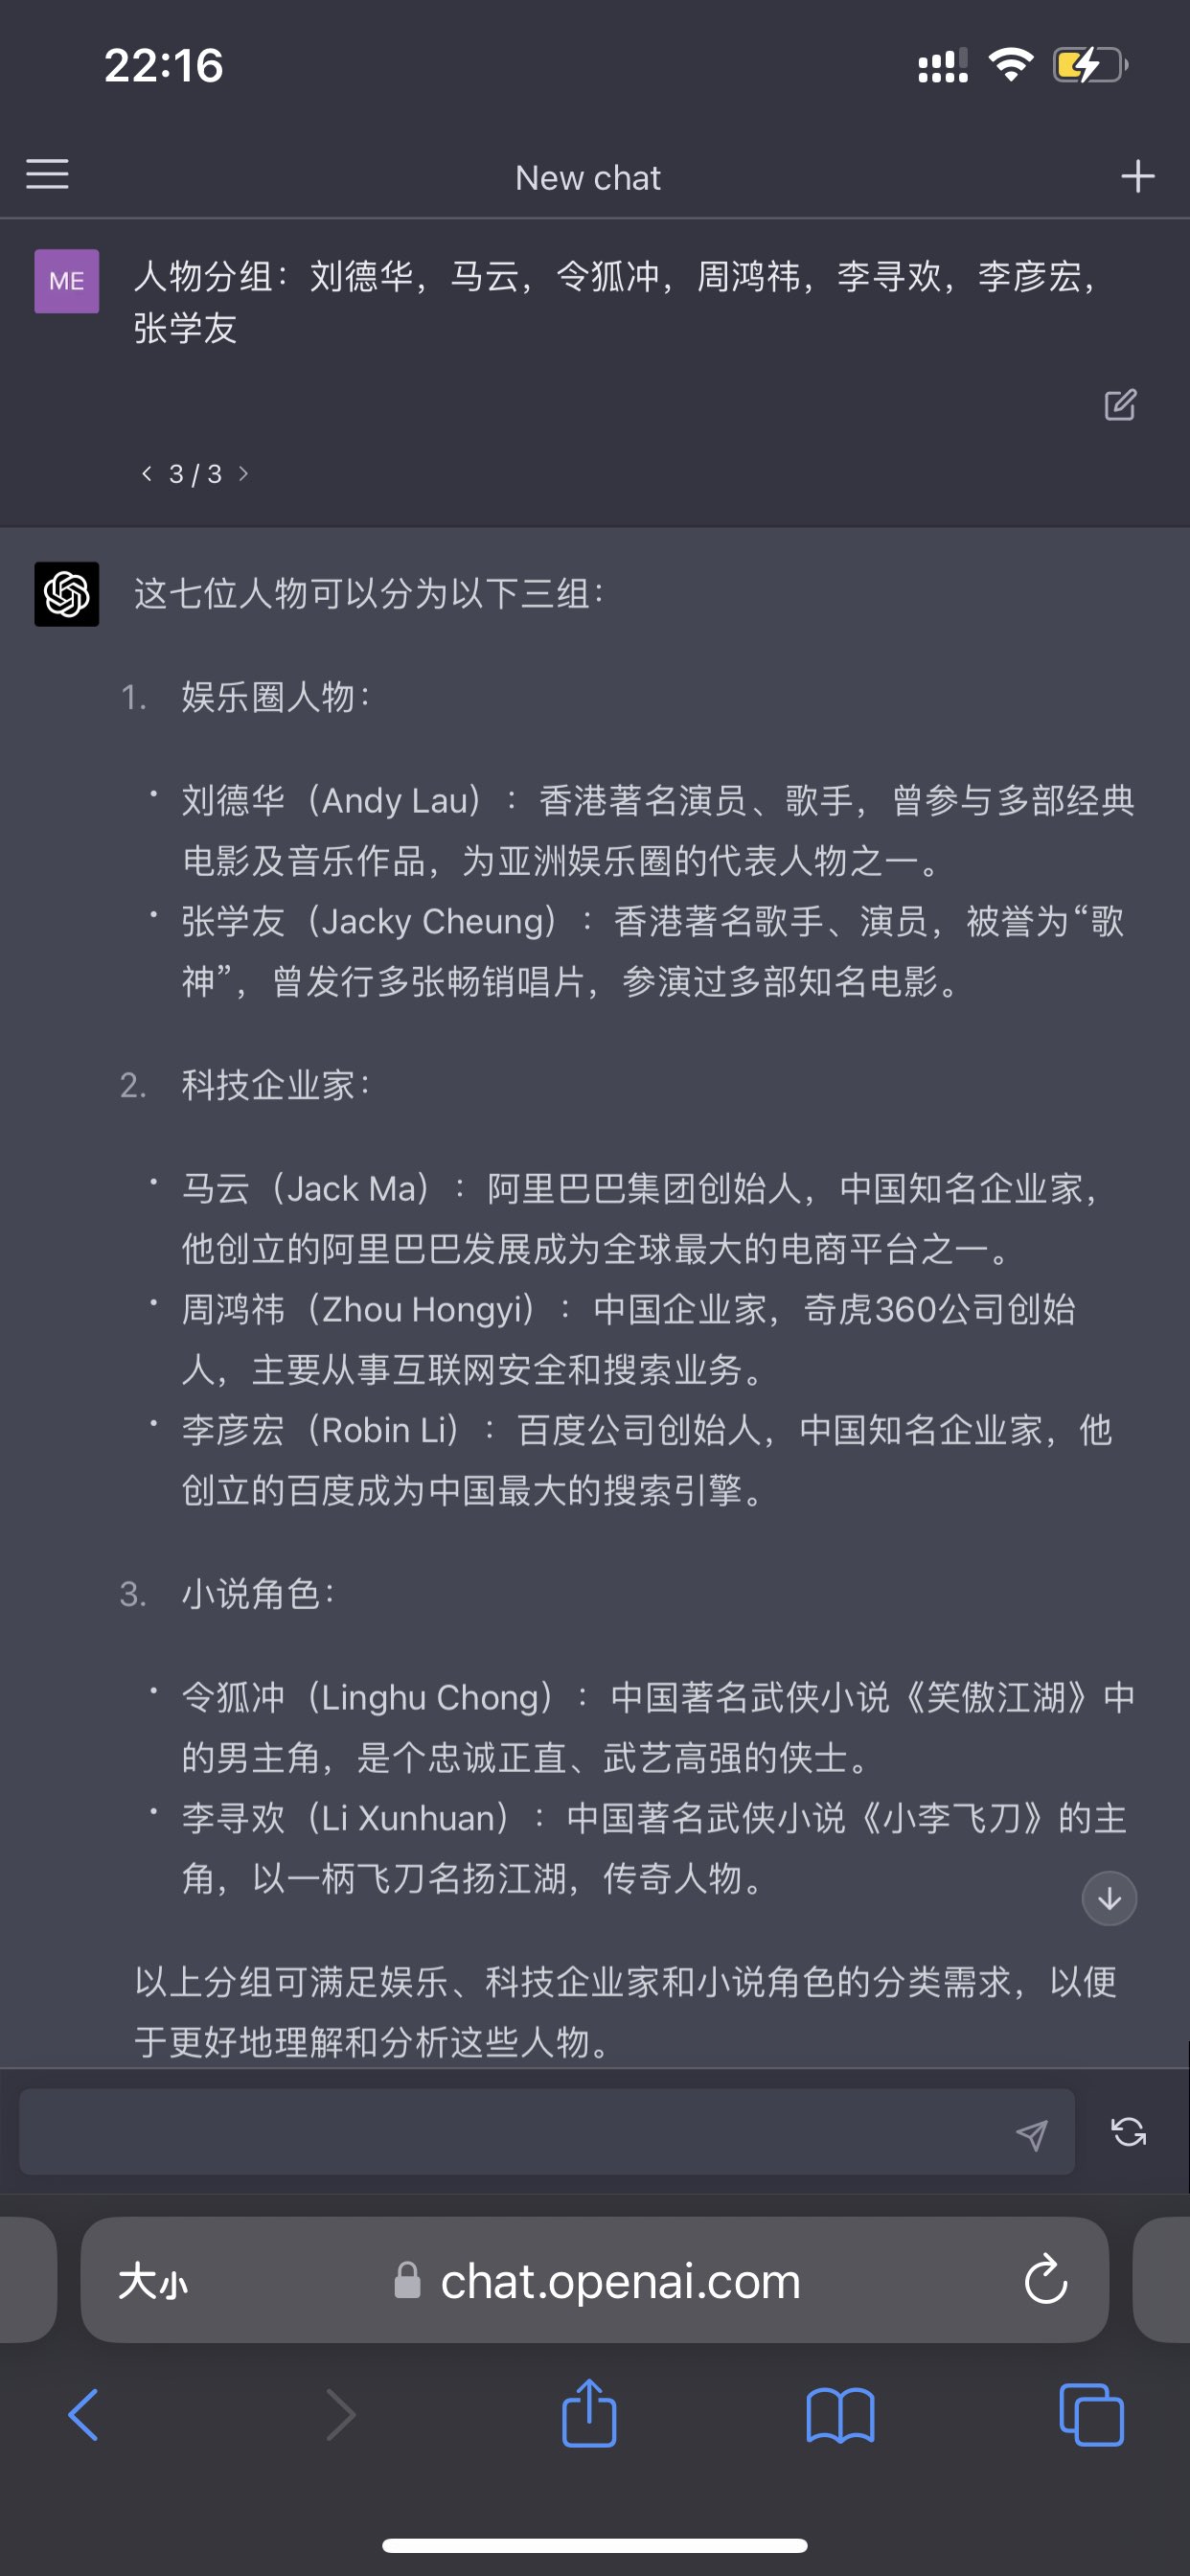 22:16
New chat
ME
人物分组：刘德华，马云，令狐冲，周鸿祎，李寻欢，李彦宏，
张学友
3 / 3
这七位人物可以分为以下三组：
1. 娱乐圈人物：
• 刘德华（Andy Lau）：香港著名演员、歌手，曾参与多部经典
电影及音乐作品，为亚洲娱乐圈的代表人物之一。
• 张学友（Jacky Cheung）：香港著名歌手、演员，被誉为“歌
神”，曾发行多张畅销唱片，参演过多部知名电影。
2. 科技企业家：
• 马云（Jack Ma）：阿里巴巴集团创始人，中国知名企业家，
他创立的阿里巴巴发展成为全球最大的电商平台之一。
• 周鸿祎（Zhou Hongyi）：中国企业家，奇虎360公司创始
人，主要从事互联网安全和搜索业务。
• 李彦宏（Robin Li）：百度公司创始人，中国知名企业家，他
创立的百度成为中国最大的搜索引擎。
3. 小说角色：
• 令狐冲（Linghu Chong）：中国著名武侠小说《笑傲江湖》中
的男主角，是个忠诚正直、武艺高强的侠士。
• 李寻欢（Li Xunhuan）：中国著名武侠小说《小李飞刀》的主
角，以一柄飞刀名扬江湖，传奇人物。
以上分组可满足娱乐、科技企业家和小说角色的分类需求，以便
于更好地理解和分析这些人物。
大小 chat.openai.com